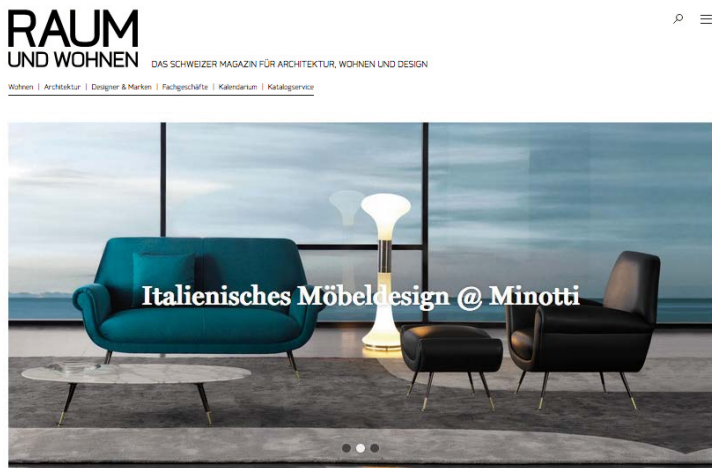 RAUM
UND WOHNEN
DAS SCHWEIZER MAGAZIN FÜR ARCHITEKTUR, WOHNEN UND DESIGN
Wohnen | Architektur | Designer & Marken | Fachgeschäfte | Kalendarium | Katalogservice
Italienisches Möbeldesign @ Minotti